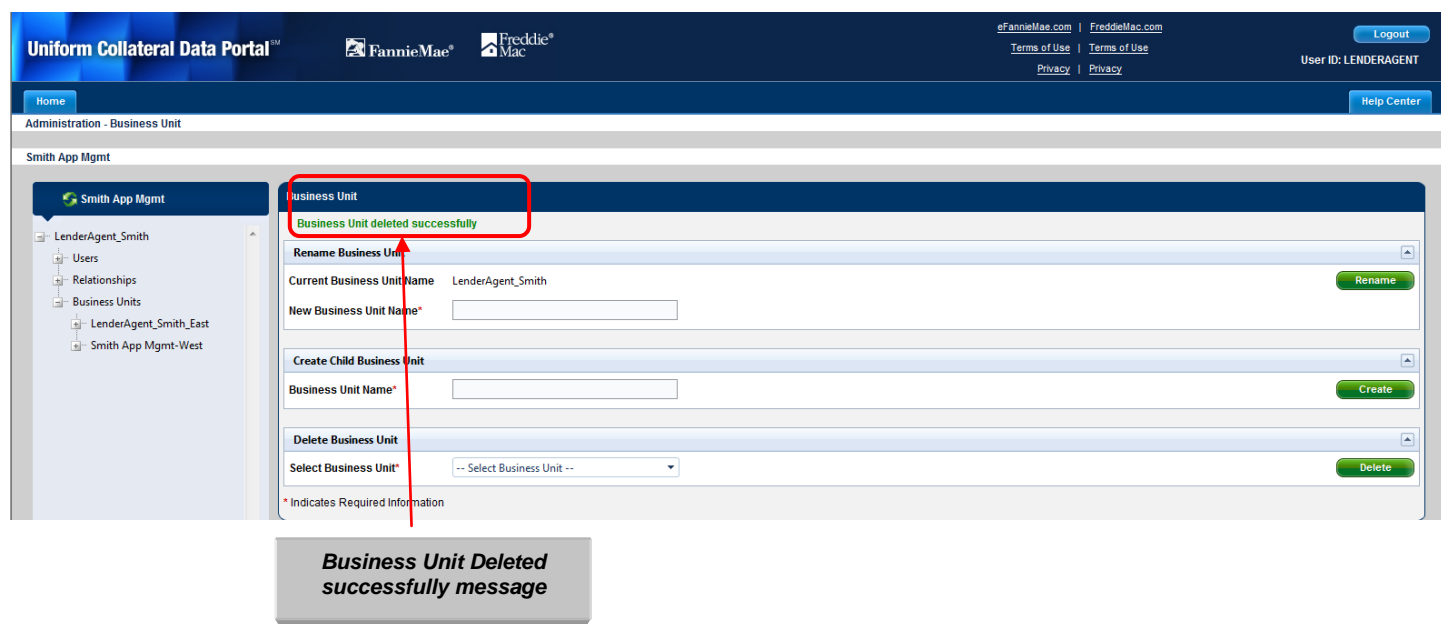 eFannieMae.com | FreddieMac.com
Uniform Collateral Data Portal℠ FannieMae® Freddie Mac® Terms of Use | Terms of Use Logout
Privacy | Privacy User ID: LENDERAGENT
Home Help Center
Administration - Business Unit
Smith App Mgmt
Smith App Mgmt
LenderAgent_Smith
Users
Relationships
Business Units
LenderAgent_Smith_East
Smith App Mgmt-West
Business Unit
Business Unit deleted successfully
Rename Business Unit
Current Business Unit Name LenderAgent_Smith Rename
New Business Unit Name*
Create Child Business Unit
Business Unit Name* Create
Delete Business Unit
Select Business Unit* -- Select Business Unit -- Delete
* Indicates Required Information
Business Unit Deleted
successfully message